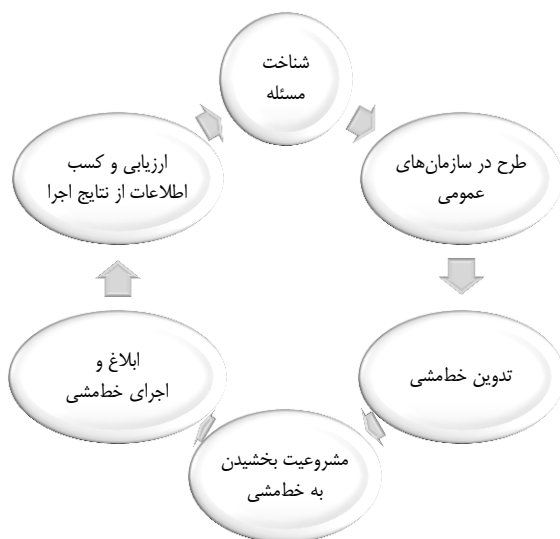 شناخت
مسئله
طرح در سازمان‌های
عمومی
تدوین خط‌مشی
مشروعیت بخشیدن
به خط‌مشی
ابلاغ و
اجرای خط‌مشی
ارزیابی و کسب
اطلاعات از نتایج اجرا